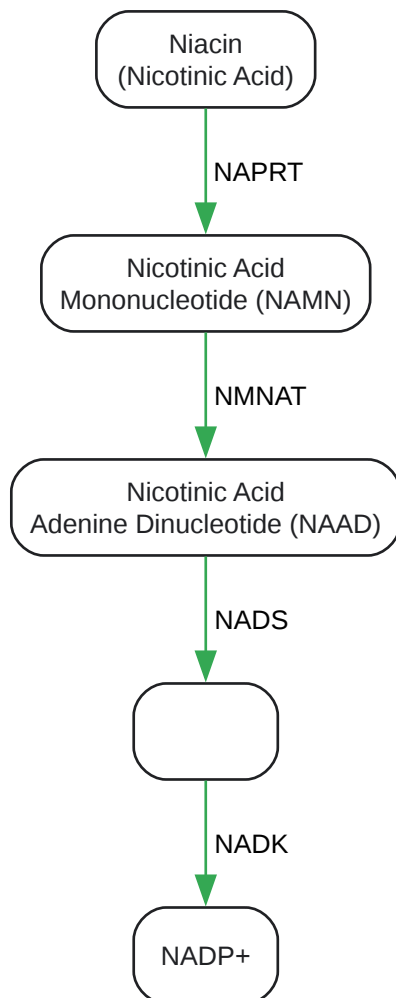 Niacin
(Nicotinic Acid)
NAPRT
Nicotinic Acid
Mononucleotide (NAMN)
NMNAT
Nicotinic Acid
Adenine Dinucleotide (NAAD)
NADS
NADK
NADP+